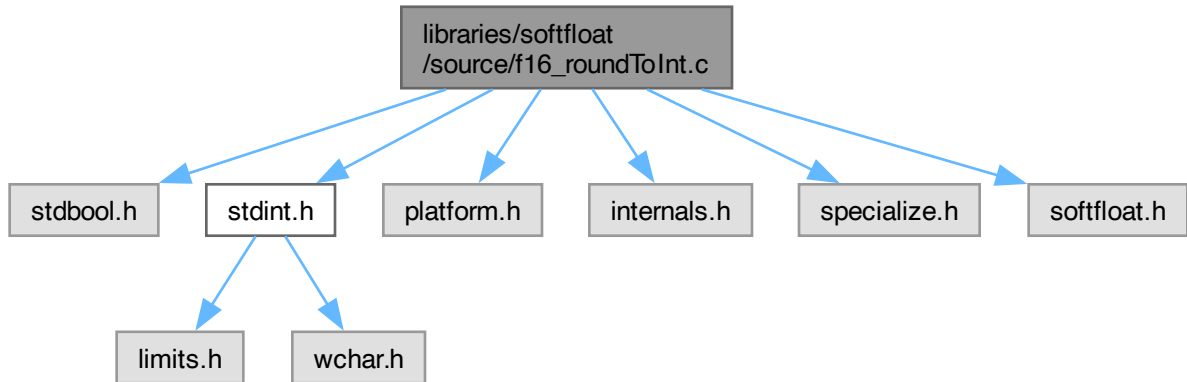 libraries/softfloat
/source/f16_roundToInt.c
stdbool.h
stdint.h
platform.h
internals.h
specialize.h
softfloat.h
limits.h
wchar.h